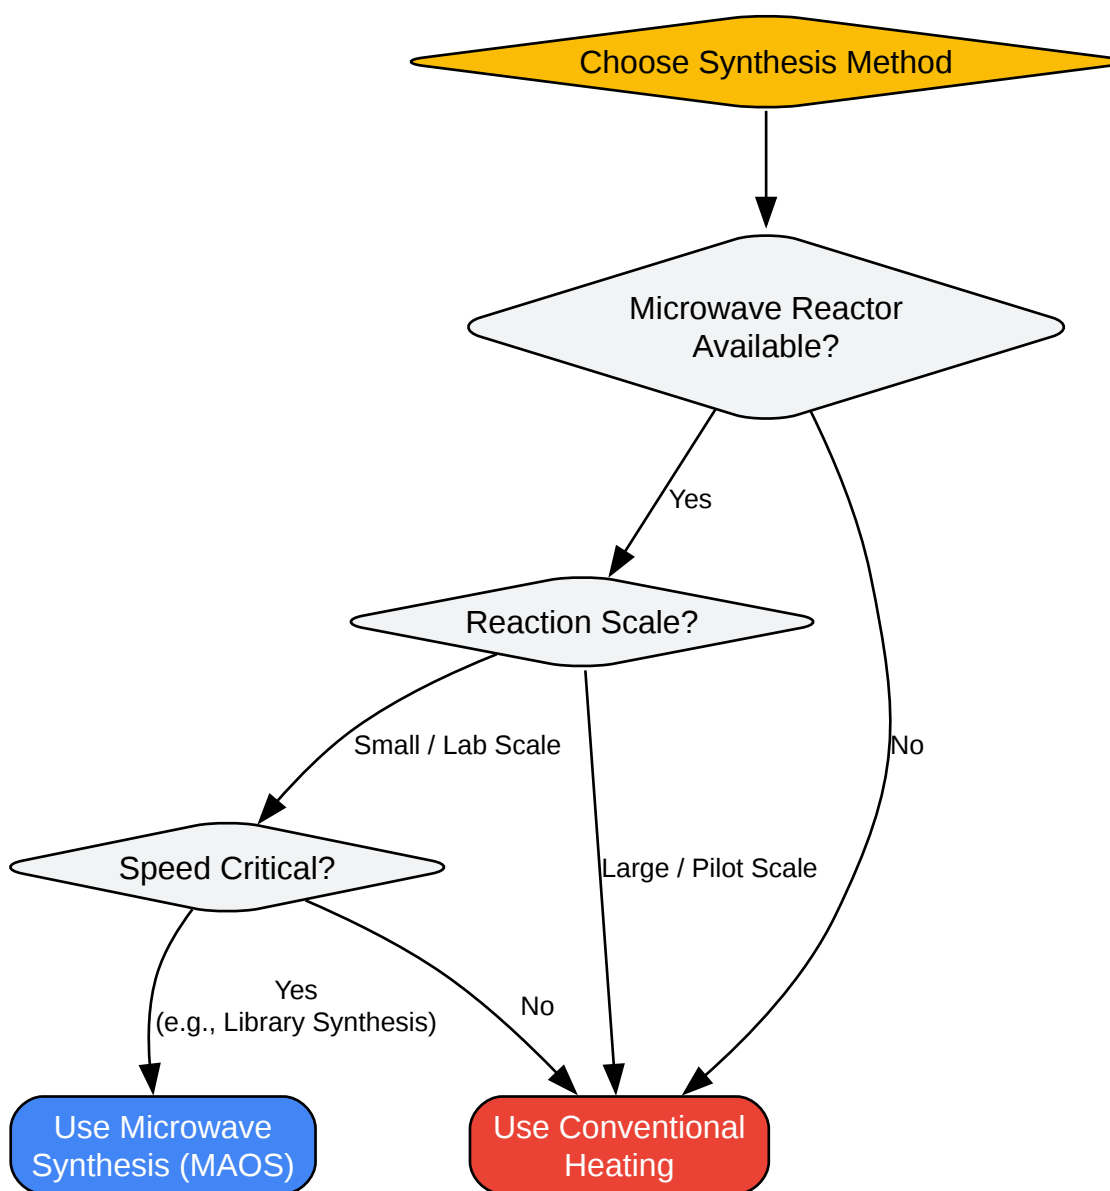 Choose Synthesis Method
Microwave Reactor
Available?
Yes
No
Reaction Scale?
Small / Lab Scale
Large / Pilot Scale
Speed Critical?
Yes
(e.g., Library Synthesis)
No
Use Microwave
Synthesis (MAOS)
Use Conventional
Heating